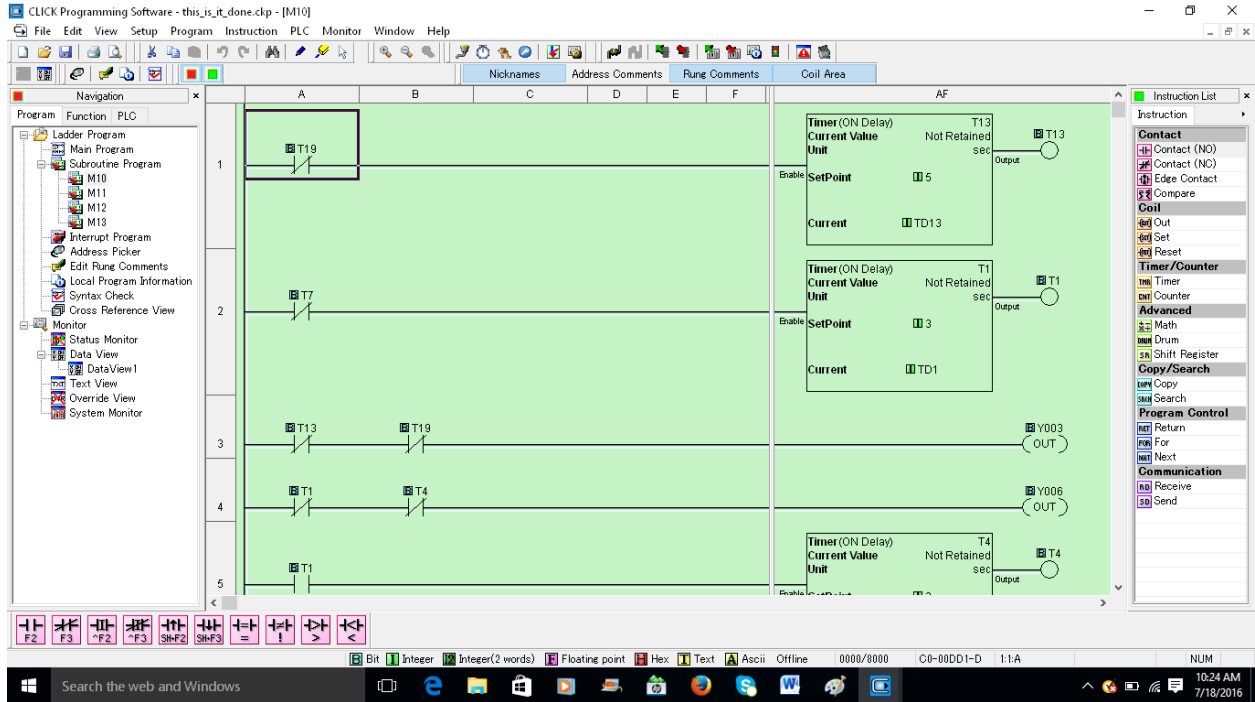 CLICK Programming Software - this_is_it_done.ckp - [M10]
File Edit View Setup Program Instruction PLC Monitor Window Help
Nicknames Address Comments Rung Comments Coil Area
Navigation
Program Function PLC
Ladder Program
Main Program
Subroutine Program
M10
M11
M12
M13
Interrupt Program
Address Picker
Edit Rung Comments
Local Program Information
Syntax Check
Cross Reference View
Monitor
Status Monitor
Data View
DataView1
Text View
Override View
System Monitor
A B C D E F AF
1
T19
Timer (ON Delay) T13
Current Value Not Retained
Unit sec
Enable SetPoint 5
Current TD13
Output
T13
2
T7
Timer (ON Delay) T1
Current Value Not Retained
Unit sec
Enable SetPoint 3
Current TD1
Output
T1
3
T13 T19 Y003
OUT
4
T1 T4 Y006
OUT
5
T1
Timer (ON Delay) T4
Current Value Not Retained
Unit sec
Output
T4
Instruction List
Instruction
Contact
Contact (NO)
Contact (NC)
Edge Contact
Compare
Coil
Out
Set
Reset
Timer/Counter
Timer
Counter
Advanced
Math
Drum
Shift Register
Copy/Search
Copy
Search
Program Control
Return
For
Next
Communication
Receive
Send
F2 F3 ^F2 ^F3 SH+F2 SH+F3 = ! > <
B Bit I Integer I2 Integer(2 words) F Floating point H Hex T Text A Ascii Offline 0000/8000 C0-00DD1-D 1:1:A NUM
Search the web and Windows
10:24 AM
7/18/2016